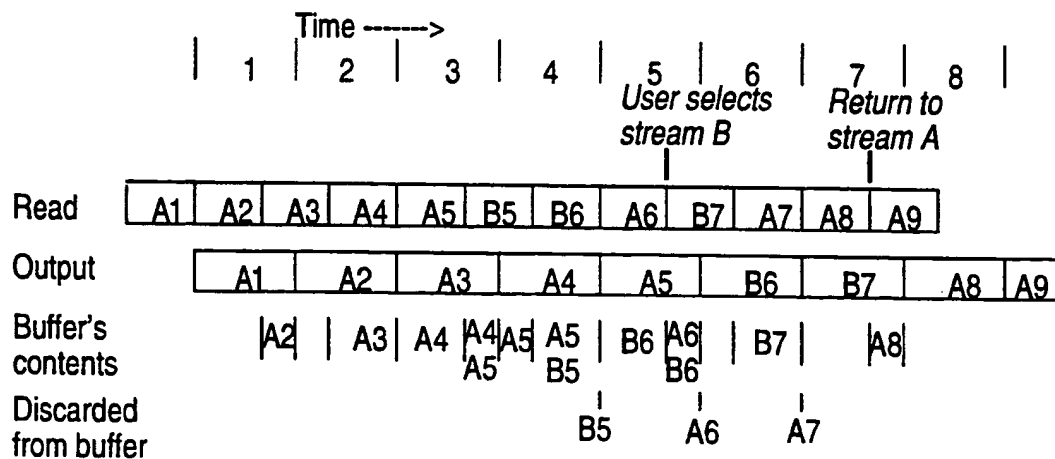 Time ------->
1 2 3 4 5 6 7 8
User selects stream B
Return to stream A
Read A1 A2 A3 A4 A5 B5 B6 A6 B7 A7 A8 A9
Output A1 A2 A3 A4 A5 B6 B7 A8 A9
Buffer's contents
A2 A3 A4 A4 A5 A5 B6 A6 B7 A8
A5 B5 B6
Discarded from buffer
B5 A6 A7